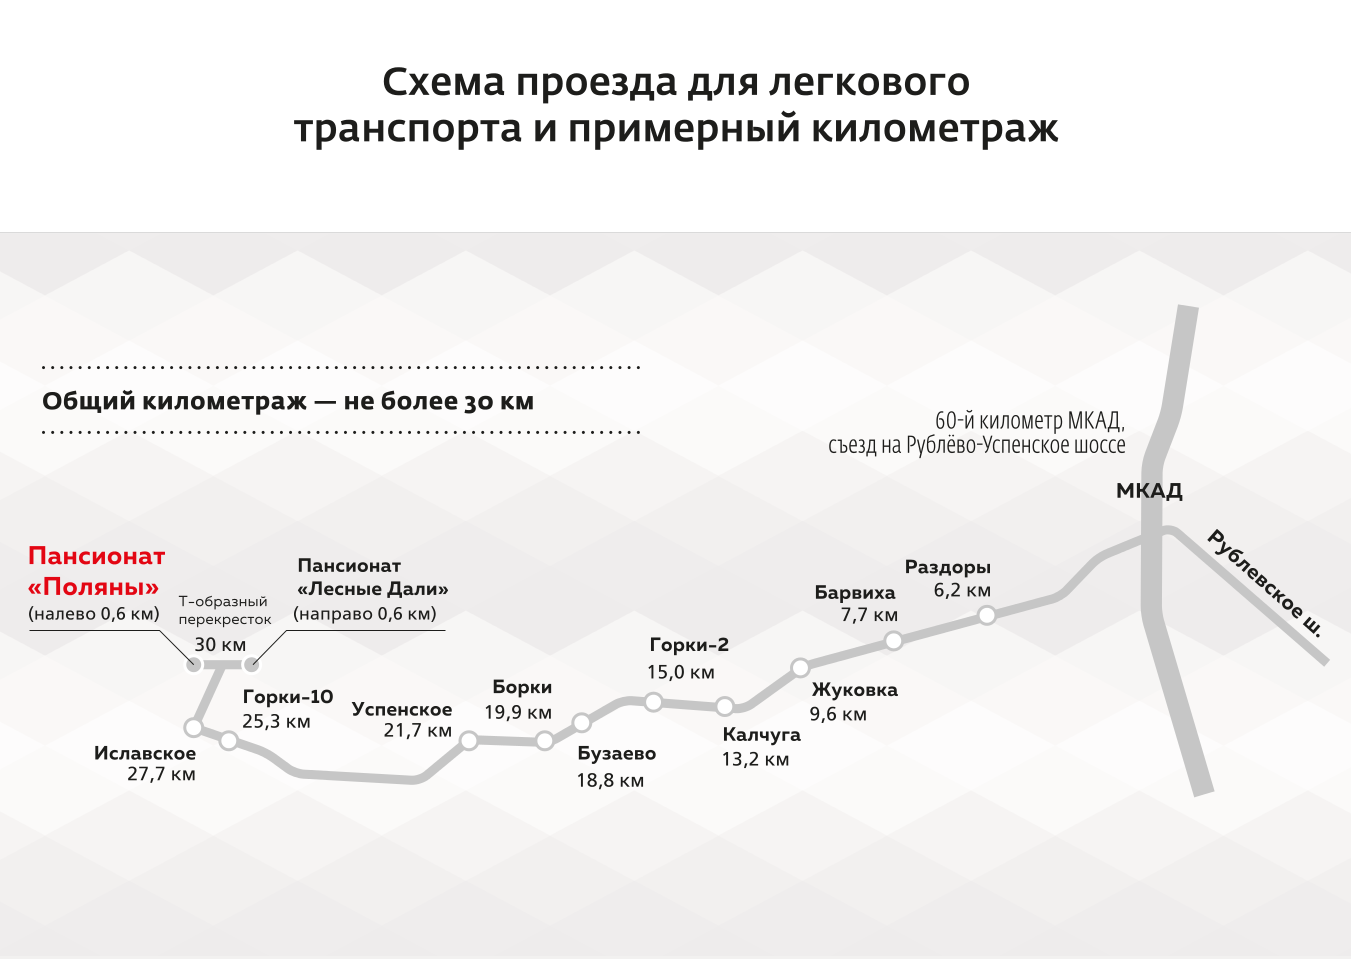 Схема проезда для легкового
транспорта и примерный километраж
Общий километраж — не более 30 км
60-й километр МКАД,
съезд на Рублёво-Успенское шоссе
МКАД
Рублевское ш.
Раздоры
6,2 км
Барвиха
7,7 км
Жуковка
9,6 км
Калчуга
13,2 км
Горки-2
15,0 км
Бузаево
18,8 км
Борки
19,9 км
Успенское
21,7 км
Горки-10
25,3 км
Иславское
27,7 км
Т-образный
перекресток
30 км
Пансионат
«Лесные Дали»
(направо 0,6 км)
Пансионат
«Поляны»
(налево 0,6 км)